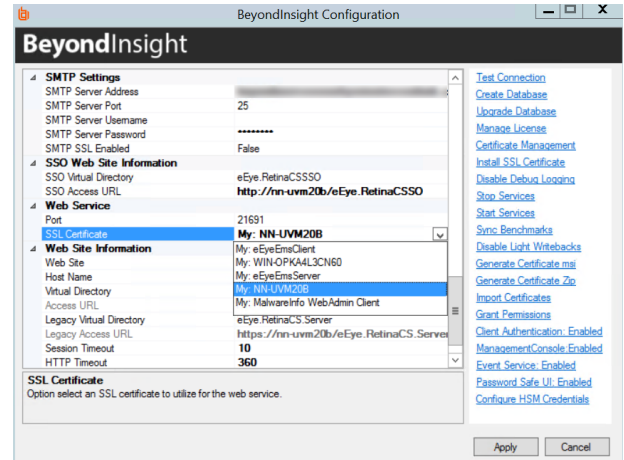 BeyondInsight Configuration
BeyondInsight
SMTP Settings
SMTP Server Address
SMTP Server Port 25
SMTP Server Username
SMTP Server Password ••••••••
SMTP SSL Enabled False
SSO Web Site Information
SSO Virtual Directory eEye.RetinaCSSSO
SSO Access URL http://nn-uvm20b/eEye.RetinaCSSO
Web Service
Port 21691
SSL Certificate My: NN-UVM20B
Web Site Information My: eEyeEmsClient
Web Site My: WIN-OPKA4L3CN60
Host Name My: eEyeEmsServer
Virtual Directory My: NN-UVM20B
Access URL My: MalwareInfo WebAdmin Client
Legacy Virtual Directory eEye.RetinaCS.Server
Legacy Access URL https://nn-uvm20b/eEye.RetinaCS.Server
Session Timeout 10
HTTP Timeout 360
SSL Certificate
Option select an SSL certificate to utilize for the web service.
Test Connection
Create Database
Upgrade Database
Manage License
Certificate Management
Install SSL Certificate
Disable Debug Logging
Stop Services
Start Services
Sync Benchmarks
Disable Light Writebacks
Generate Certificate msi
Generate Certificate Zip
Import Certificates
Grant Permissions
Client Authentication: Enabled
ManagementConsole:Enabled
Event Service: Enabled
Password Safe UI: Enabled
Configure HSM Credentials
Apply Cancel